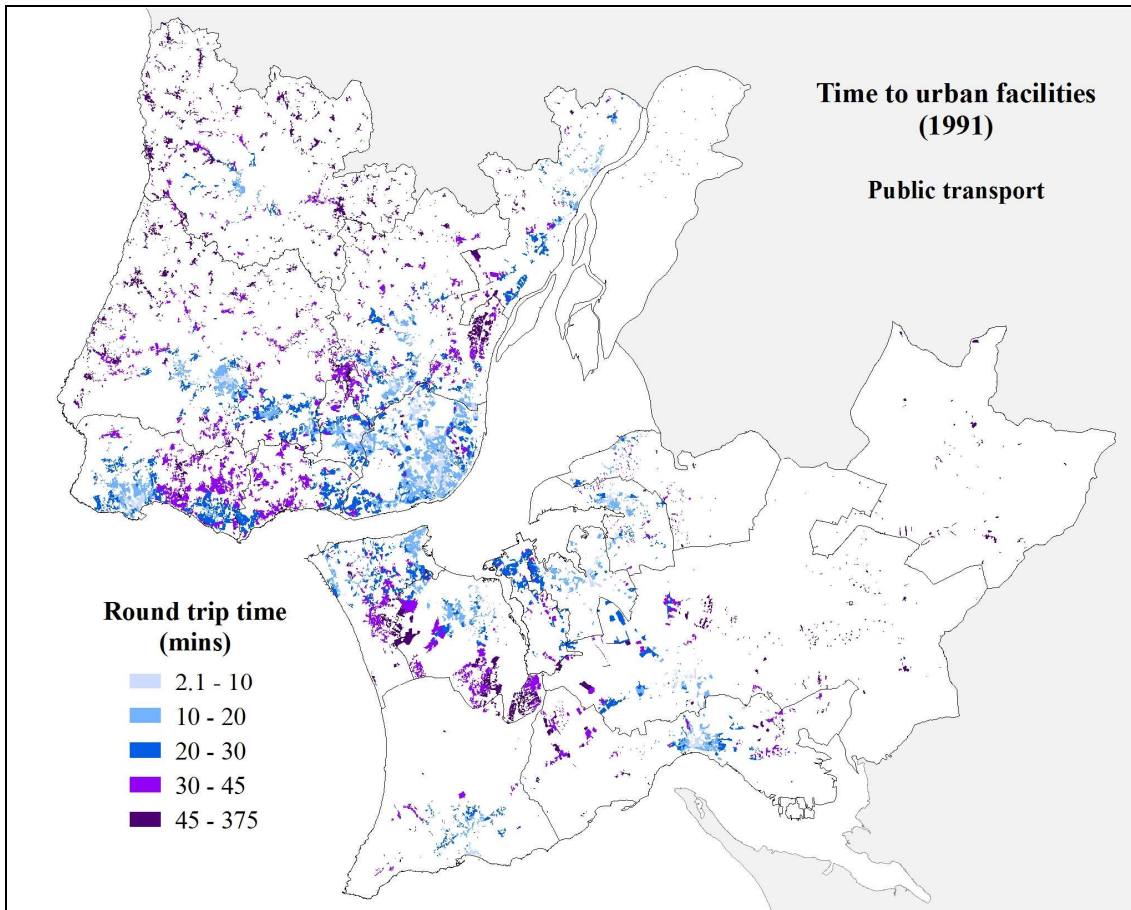 Time to urban facilities
(1991)
Public transport
Round trip time
(mins)
2.1 - 10
10 - 20
20 - 30
30 - 45
45 - 375